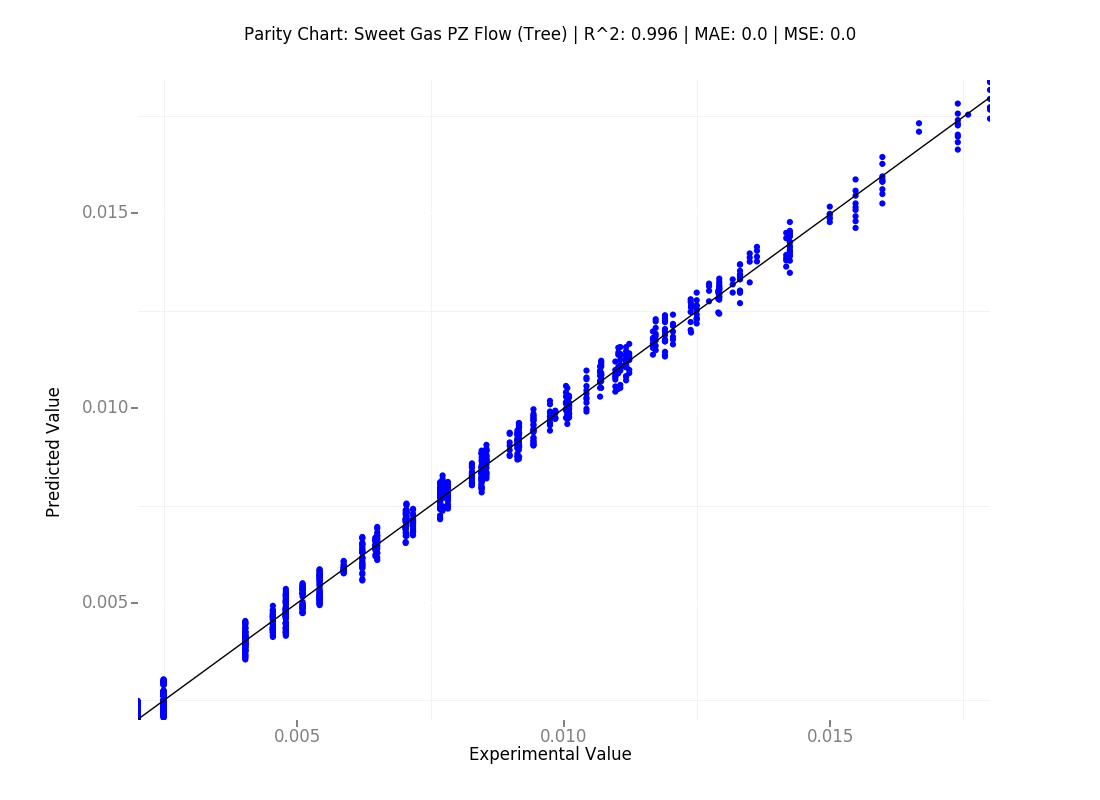 Parity Chart: Sweet Gas PZ Flow (Tree) | R^2: 0.996 | MAE: 0.0 | MSE: 0.0
0.015
0.010
0.005
Predicted Value
0.005 0.010 0.015
Experimental Value